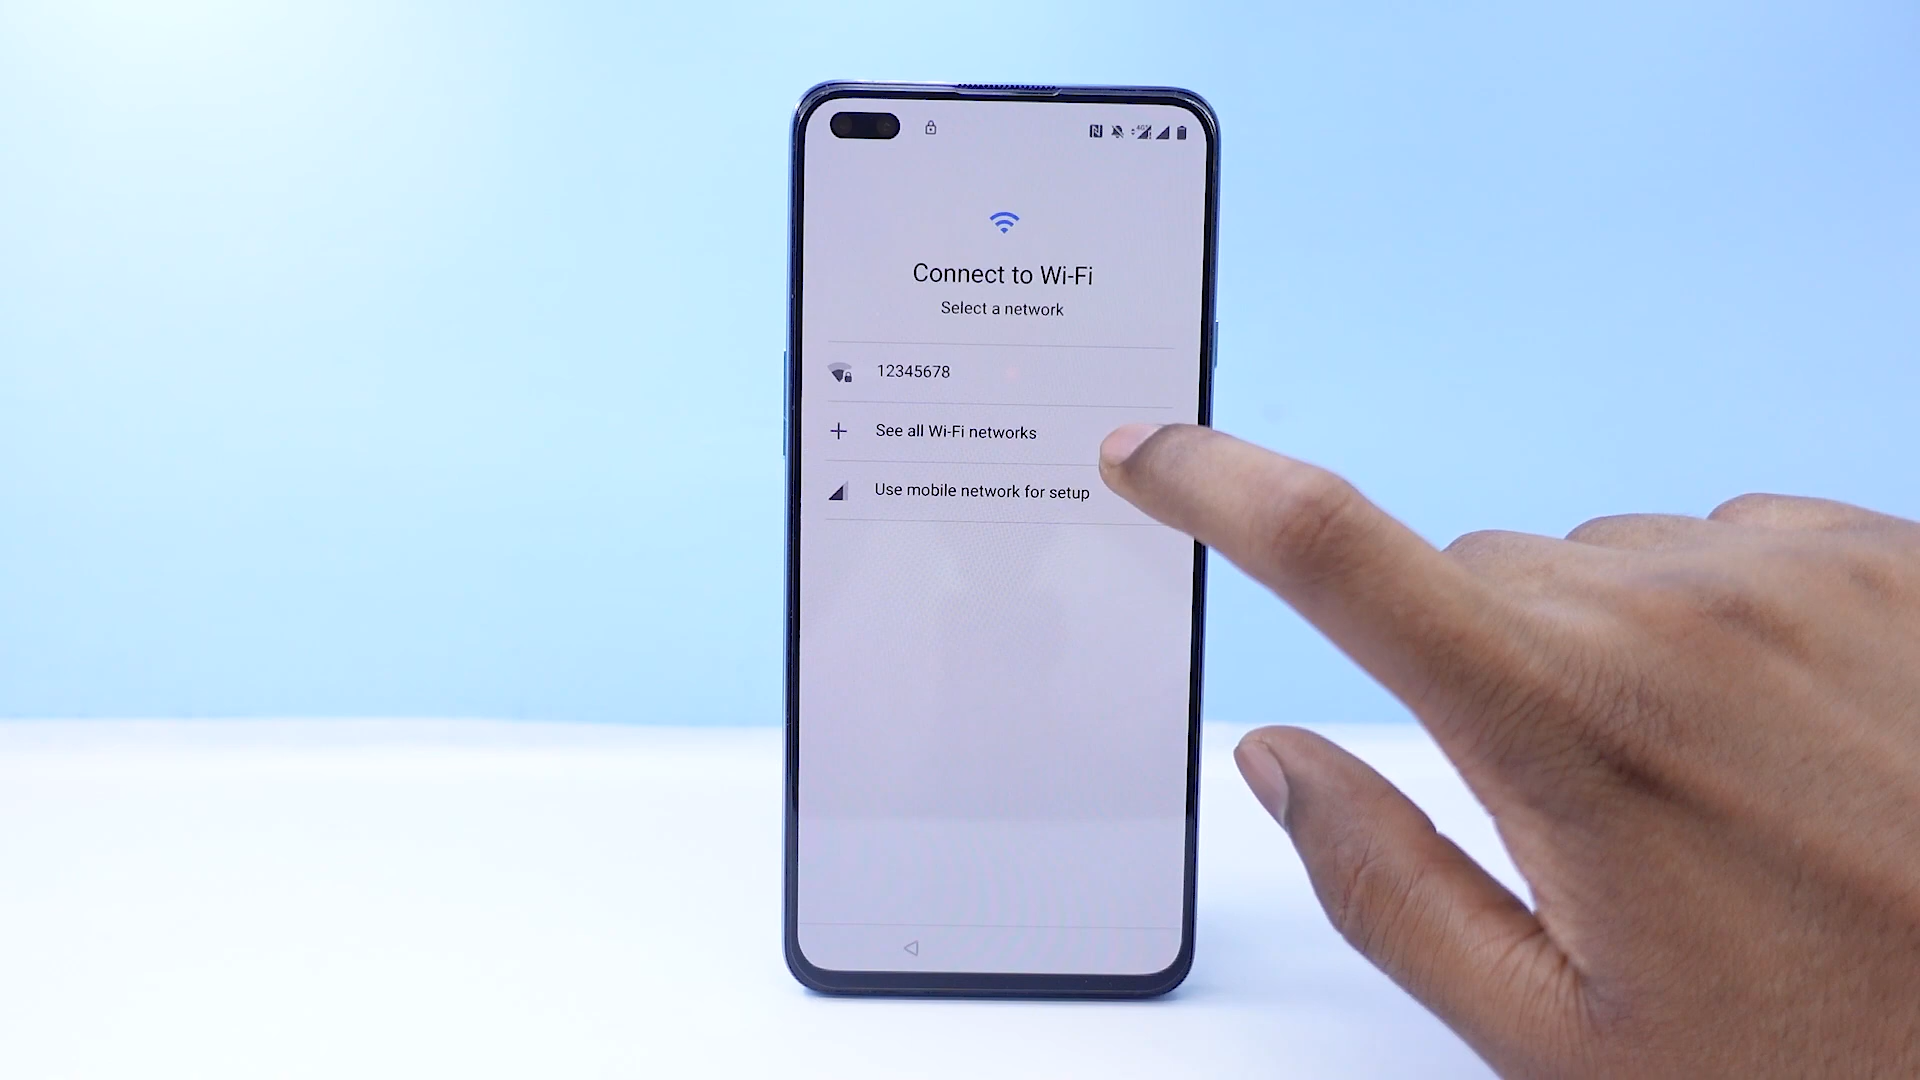 Connect to Wi-Fi
Select a network
12345678
See all Wi-Fi networks
Use mobile network for setup